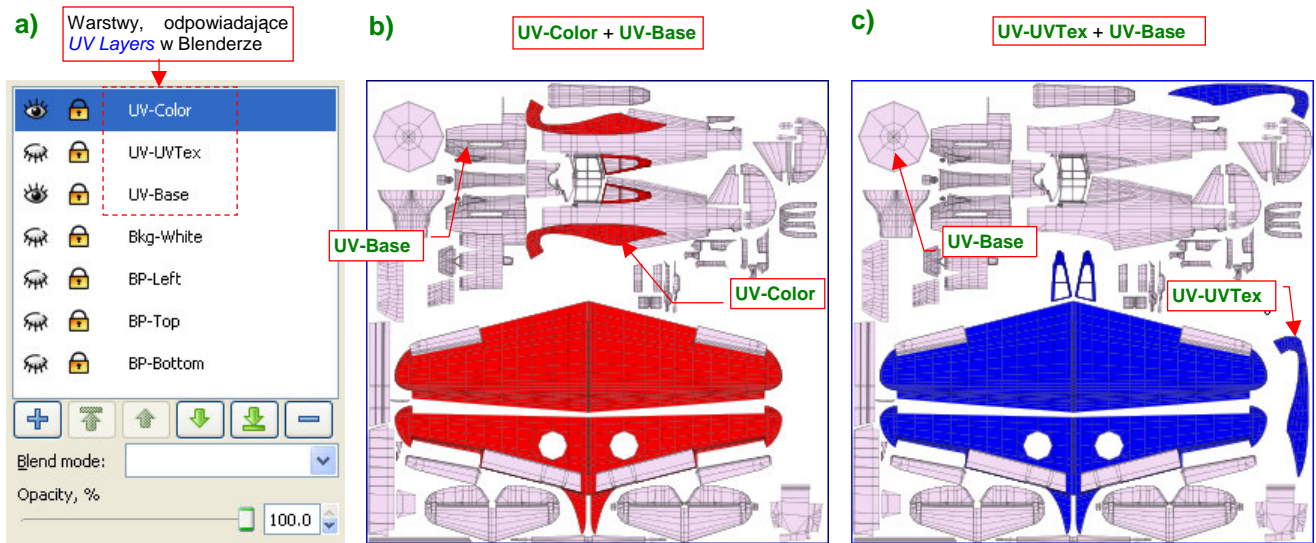 a)
Warstwy, odpowiadające
UV Layers w Blenderze
UV-Color
UV-UVTex
UV-Base
Bkg-White
BP-Left
BP-Top
BP-Bottom
Blend mode:
Opacity, %
100.0
b)
UV-Color + UV-Base
UV-Base
UV-Color
c)
UV-UVTex + UV-Base
UV-Base
UV-UVTex